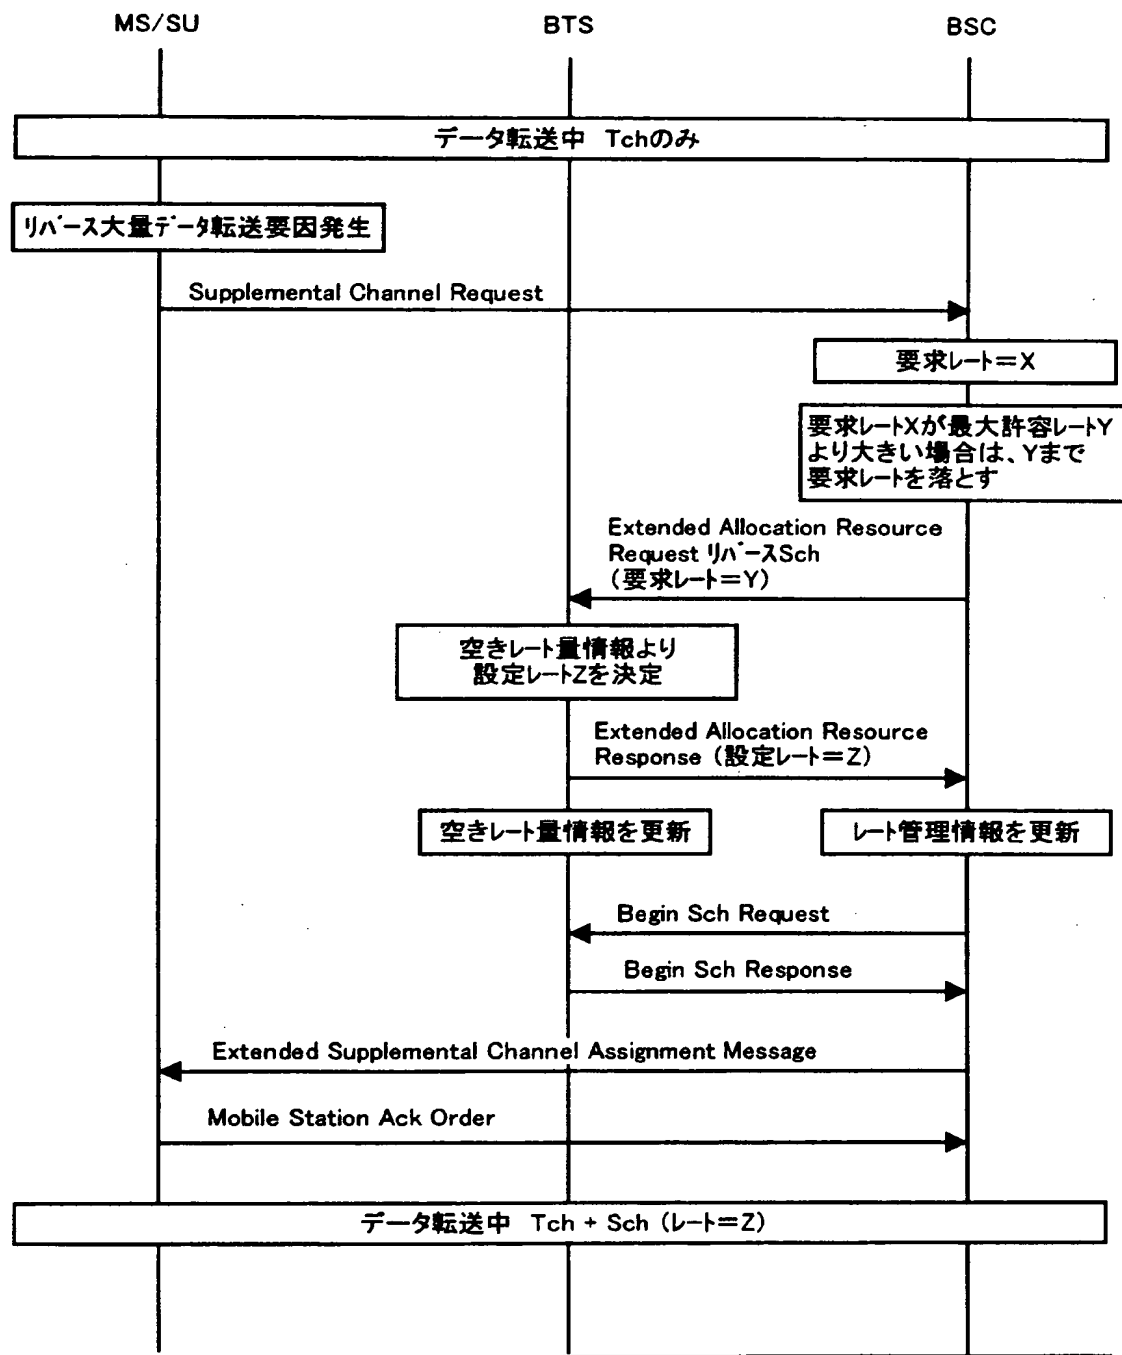 MS/SU
BTS
BSC
データ転送中 Tchのみ
リバース大量データ転送要因発生
Supplemental Channel Request
要求レート=X
要求レートXが最大許容レートY
より大きい場合は、Yまで
要求レートを落とす
Extended Allocation Resource
Request リバースSch
(要求レート=Y)
空きレート量情報より
設定レートZを決定
Extended Allocation Resource
Response (設定レート=Z)
空きレート量情報を更新
レート管理情報を更新
Begin Sch Request
Begin Sch Response
Extended Supplemental Channel Assignment Message
Mobile Station Ack Order
データ転送中 Tch + Sch (レート=Z)